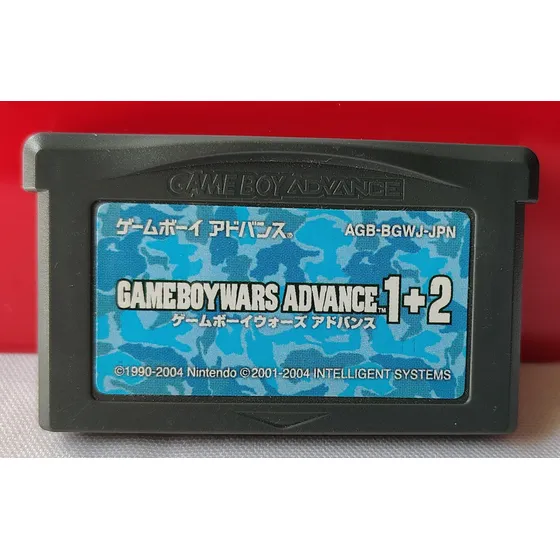 GAME BOY ADVANCE
ゲームボーイ アドバンス® AGB-BGWJ-JPN
GAMEBOYWARS ADVANCE™ 1+2
ゲームボーイウォーズ アドバンス
©1990-2004 Nintendo ©2001-2004 INTELLIGENT SYSTEMS